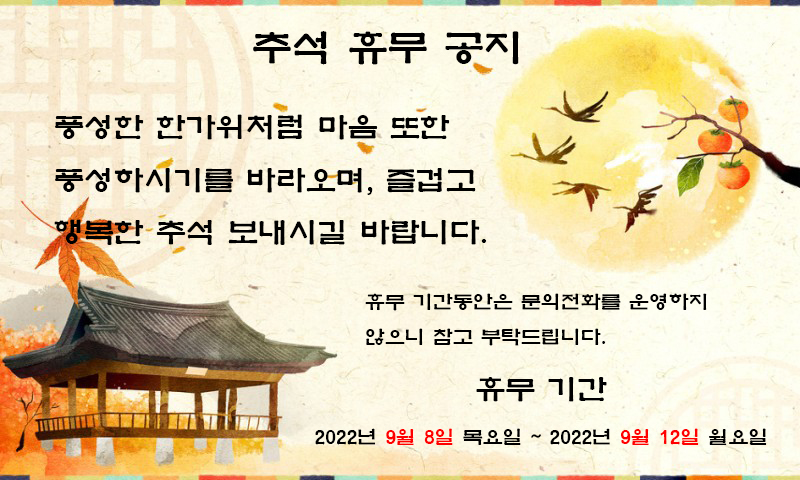 추석 휴무 공지
풍성한 한가위처럼 마음 또한
풍성하시기를 바라오며, 즐겁고
행복한 추석 보내시길 바랍니다.
휴무 기간동안은 문의전화를 운영하지
않으니 참고 부탁드립니다.
휴무 기간
2022년 9월 8일 목요일 ~ 2022년 9월 12일 월요일